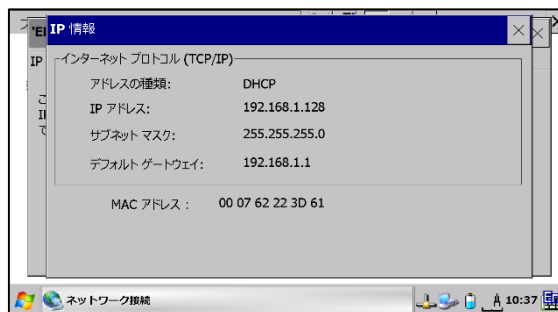 'El
IP 情報
IP
インターネット プロトコル (TCP/IP)
アドレスの種類: DHCP
IP アドレス: 192.168.1.128
サブネット マスク: 255.255.255.0
デフォルト ゲートウェイ: 192.168.1.1
MAC アドレス : 00 07 62 22 3D 61
ネットワーク接続
A 10:37